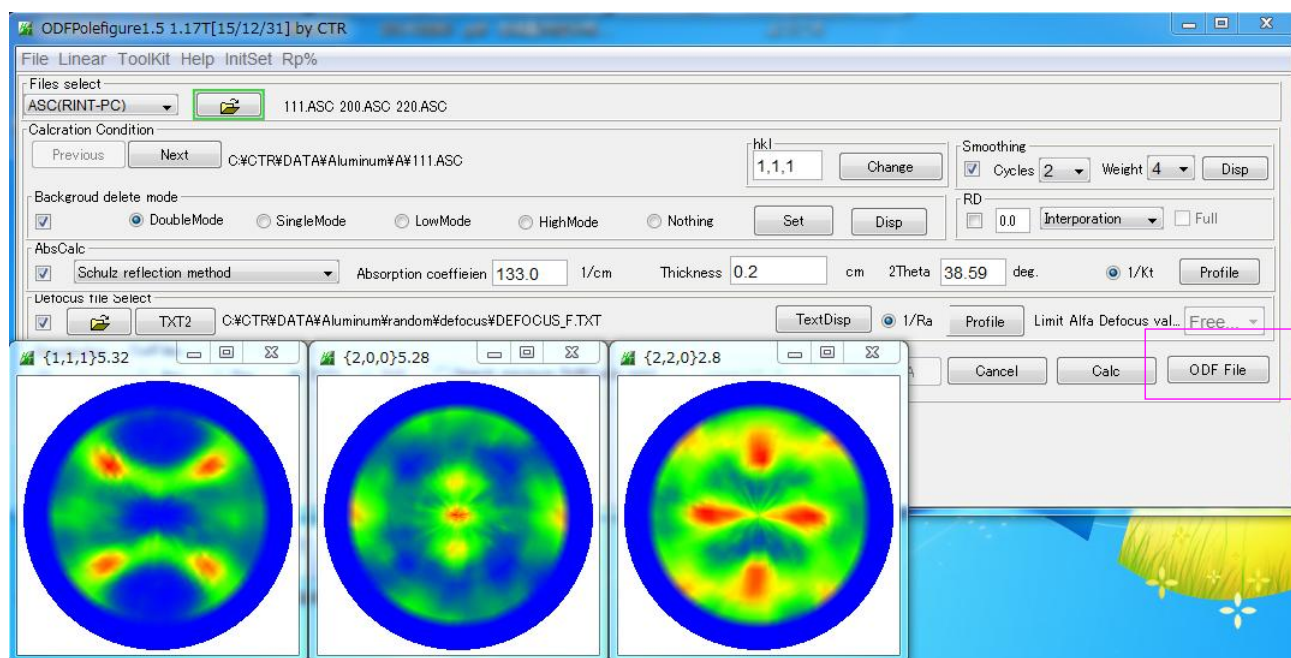 ODFPolefigure1.5 1.17T[15/12/31] by CTR
File Linear ToolKit Help InitSet Rp%
Files select
ASC(RINT-PC) 111.ASC 200.ASC 220.ASC
Calcration Condition
Previous Next C:¥CTR¥DATA¥Aluminum¥A¥111.ASC
hkl
1,1,1 Change
Smoothing
Cycles 2 Weight 4 Disp
Backgroud delete mode
DoubleMode SingleMode LowMode HighMode Nothing Set Disp
RD
0.0 Interporation Full
AbsCalc
Schulz reflection method Absorption coeffieien 133.0 1/cm Thickness 0.2 cm 2Theta 38.59 deg. 1/Kt Profile
Defocus file Select
TXT2 C:¥CTR¥DATA¥Aluminum¥random¥defocus¥DEFOCUS_F.TXT TextDisp 1/Ra Profile Limit Alfa Defocus val... Free...
Cancel Calc ODF File
{1,1,1}5.32
{2,0,0}5.28
{2,2,0}2.8